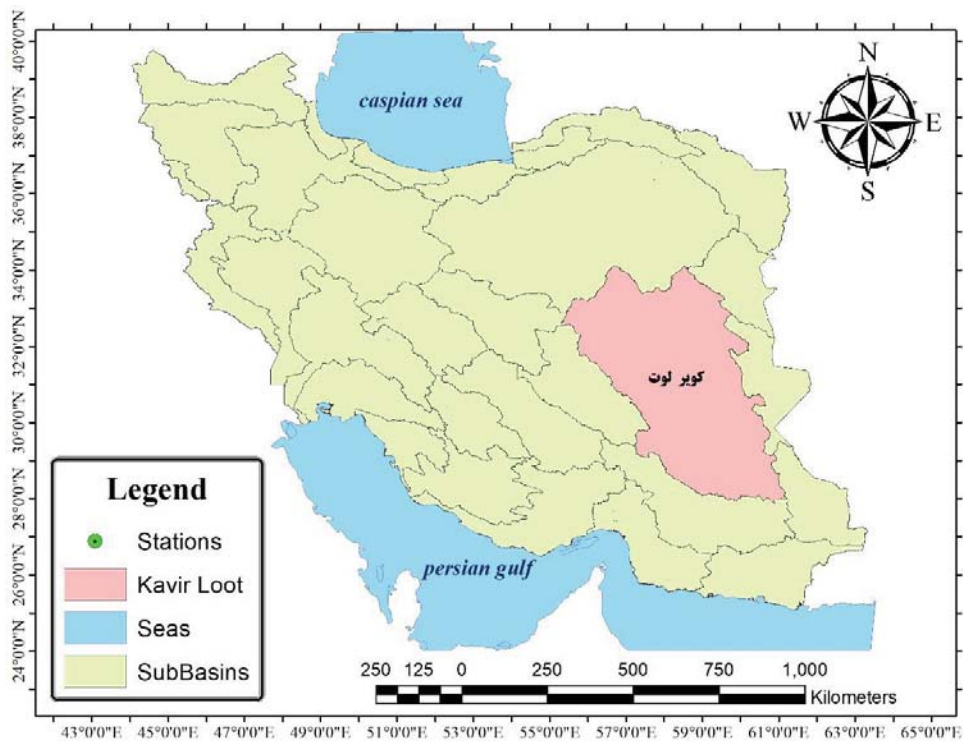 40°0'0"N
38°0'0"N
36°0'0"N
34°0'0"N
32°0'0"N
30°0'0"N
28°0'0"N
26°0'0"N
24°0'0"N
caspian sea
N
W E
S
کویر لوت
persian gulf
Legend
Stations
Kavir Loot
Seas
SubBasins
250 125 0 250 500 750 1,000
Kilometers
43°0'0"E 45°0'0"E 47°0'0"E 49°0'0"E 51°0'0"E 53°0'0"E 55°0'0"E 57°0'0"E 59°0'0"E 61°0'0"E 63°0'0"E 65°0'0"E